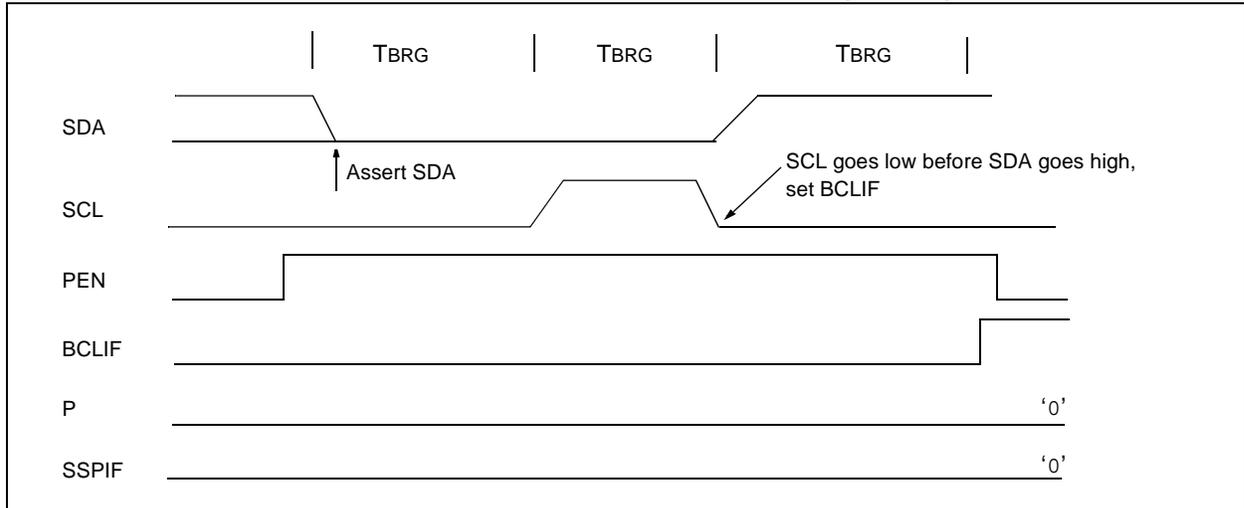 TBRG TBRG TBRG
SDA
Assert SDA
SCL goes low before SDA goes high,
set BCLIF
SCL
PEN
BCLIF
P
‘0’
SSPIF
‘0’